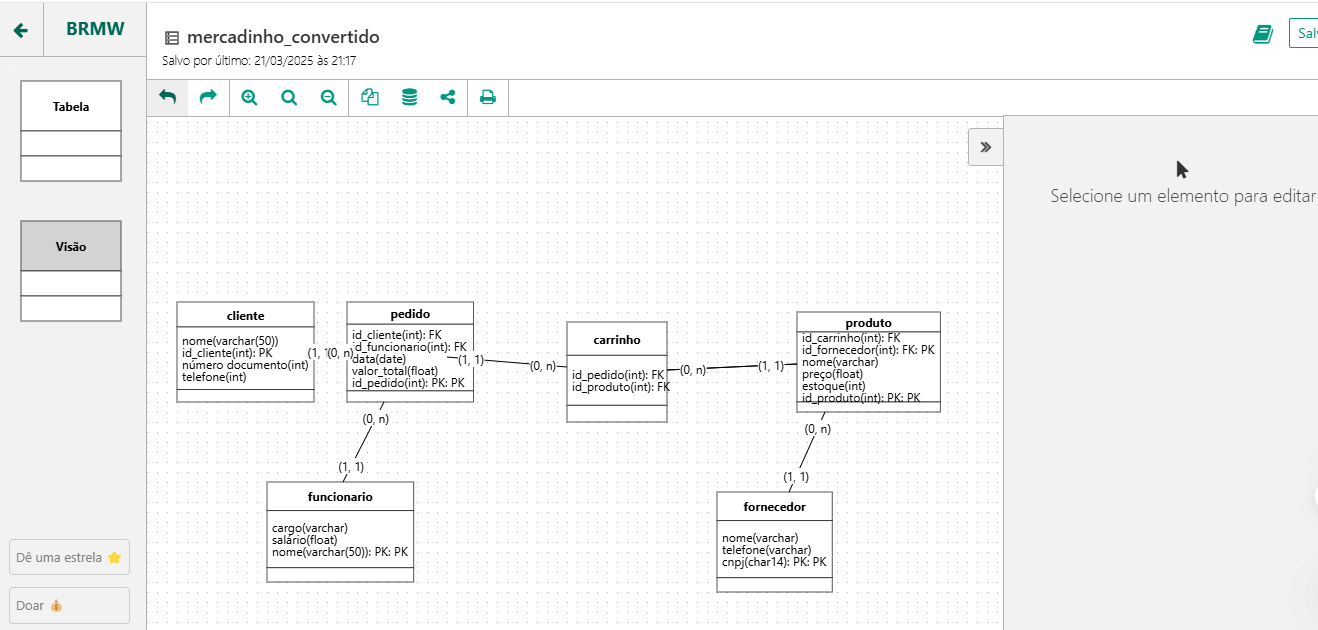 BRMW
mercadinho_convertido
Salvo por último: 21/03/2025 às 21:17
Sal
Tabela
Visão
Selecione um elemento para editar
cliente
nome(varchar(50))
id_cliente(int): PK
número documento(int)
telefone(int)
(1, 1)
(0, n)
pedido
id_cliente(int): FK
id_funcionario(int): FK
data(date)
valor_total(float)
id_pedido(int): PK: PK
(1, 1)
(0, n)
carrinho
id_pedido(int): FK
id_produto(int): FK
(0, n)
(1, 1)
produto
id_carrinho(int): FK
id_fornecedor(int): FK: PK
nome(varchar)
preço(float)
estoque(int)
id_produto(int): PK: PK
(0, n)
(1, 1)
funcionario
cargo(varchar)
salário(float)
nome(varchar(50)): PK: PK
(0, n)
(1, 1)
fornecedor
nome(varchar)
telefone(varchar)
cnpj(char14): PK: PK
Dê uma estrela
Doar